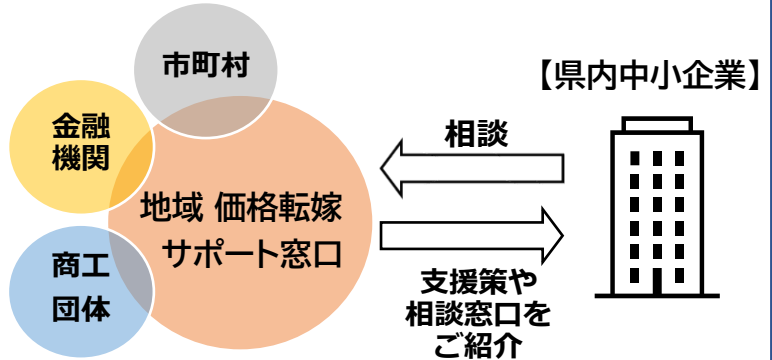 市町村
金融
機関
商工
団体
地域 価格転嫁
サポート窓口
相談
支援策や
相談窓口を
ご紹介
【県内中小企業】